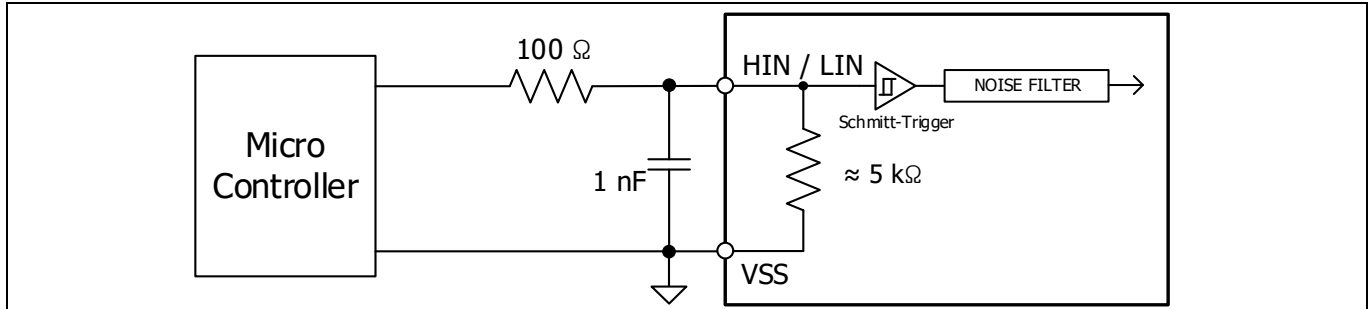 100 Ω
HIN / LIN
NOISE FILTER
Schmitt-Trigger
Micro
Controller
1 nF
≈ 5 kΩ
VSS